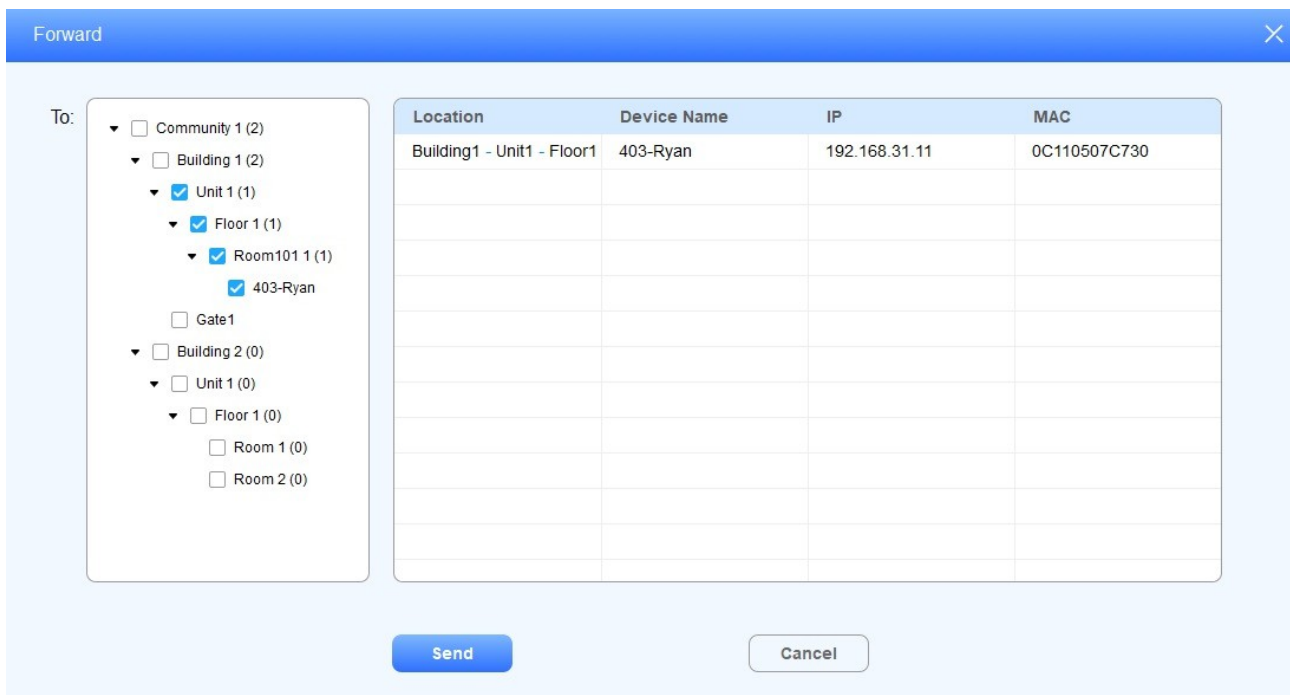 Forward
To:
Community 1 (2)
Building 1 (2)
Unit 1 (1)
Floor 1 (1)
Room101 1 (1)
403-Ryan
Gate1
Building 2 (0)
Unit 1 (0)
Floor 1 (0)
Room 1 (0)
Room 2 (0)
Location Device Name IP MAC
Building1 - Unit1 - Floor1 403-Ryan 192.168.31.11 0C110507C730
Send Cancel